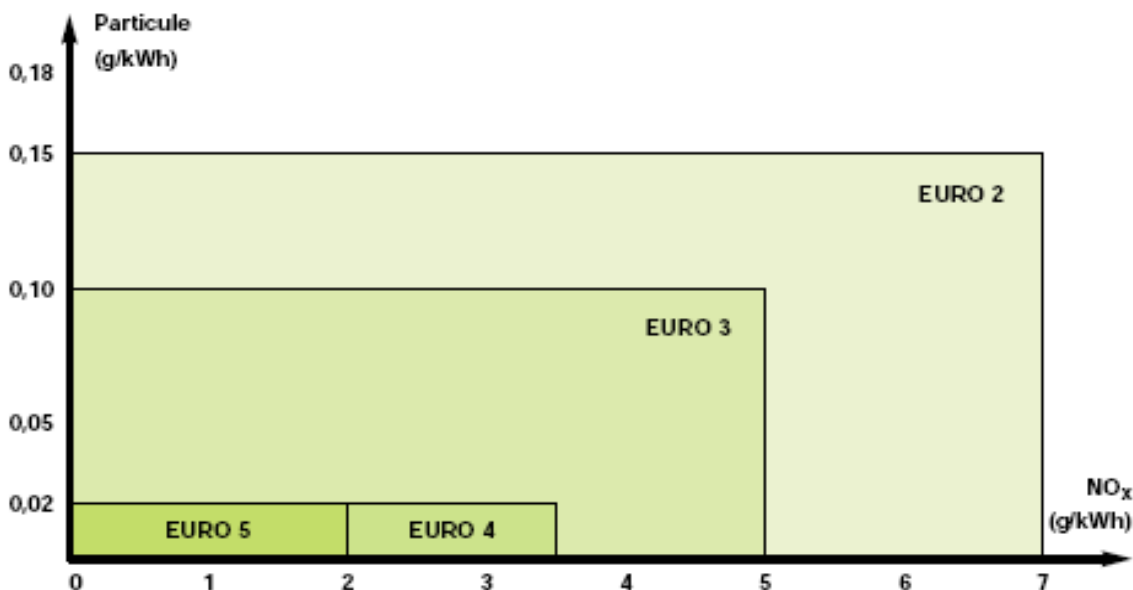 Particule
(g/kWh)
0,18
0,15
EURO 2
0,10
EURO 3
0,05
NOx
(g/kWh)
0,02
EURO 5
EURO 4
0
1
2
3
4
5
6
7